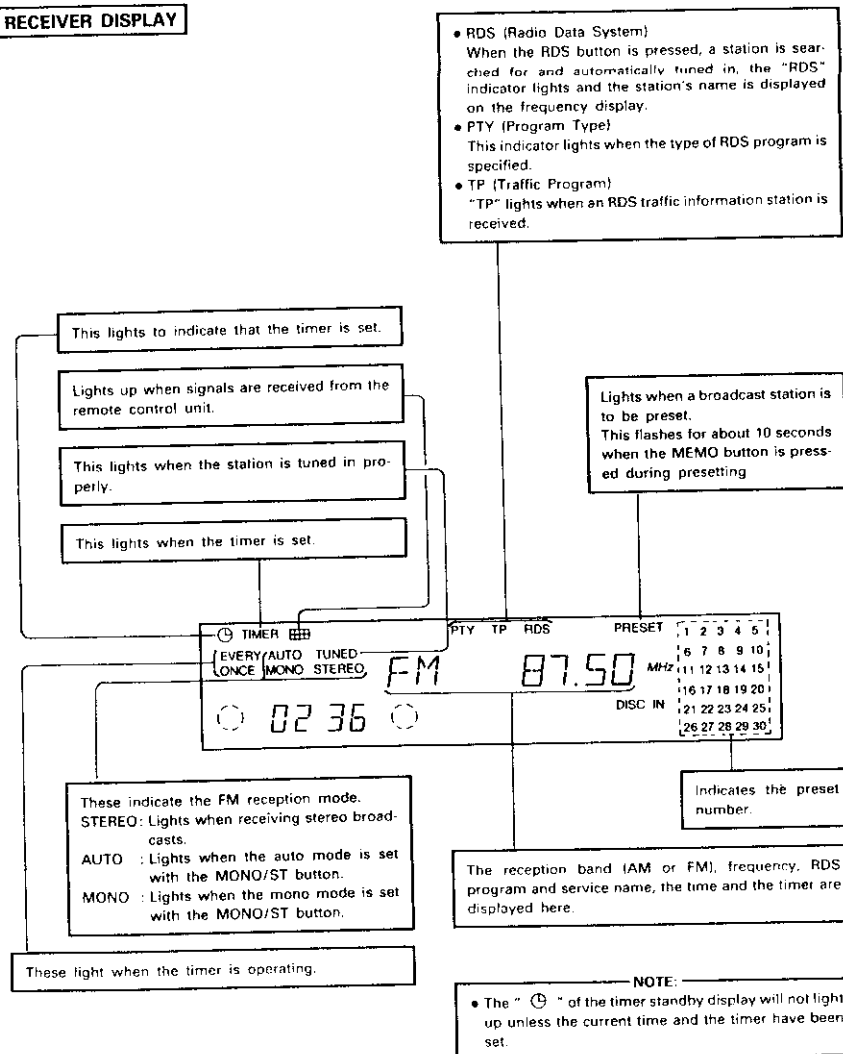 RECEIVER DISPLAY
• RDS (Radio Data System)
When the RDS button is pressed, a station is sear-
ched for and automatically tuned in, the "RDS"
indicator lights and the station's name is displayed
on the frequency display.
• PTY (Program Type)
This indicator lights when the type of RDS program is
specified.
• TP (Traffic Program)
"TP" lights when an RDS traffic information station is
received.
This lights to indicate that the timer is set.
Lights up when signals are received from the
remote control unit.
This lights when the station is tuned in pro-
perly.
This lights when the timer is set.
Lights when a broadcast station is
to be preset.
This flashes for about 10 seconds
when the MEMO button is press-
ed during presetting
TIMER PTY TP RDS PRESET 1 2 3 4 5
EVERY AUTO TUNED 6 7 8 9 10
ONCE MONO STEREO FM 87.50 MHz 11 12 13 14 15
16 17 18 19 20
DISC IN 21 22 23 24 25
02 36 26 27 28 29 30
These indicate the FM reception mode.
STEREO: Lights when receiving stereo broad-
casts.
AUTO : Lights when the auto mode is set
with the MONO/ST button.
MONO : Lights when the mono mode is set
with the MONO/ST button.
Indicates the preset
number.
The reception band (AM or FM), frequency, RDS
program and service name, the time and the timer are
displayed here.
These light when the timer is operating.
NOTE:
• The " " of the timer standby display will not light
up unless the current time and the timer have been
set.